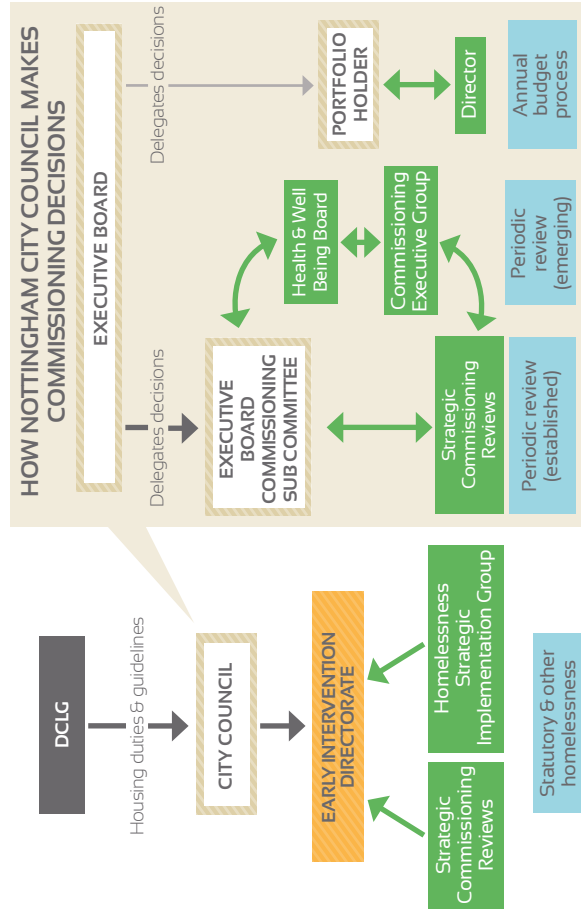 DCLG
Housing duties & guidelines
CITY COUNCIL
EARLY INTERVENTION
DIRECTORATE
Strategic
Commissioning
Reviews
Homelessness
Strategic
Implementation Group
Statutory & other
homelessness
HOW NOTTINGHAM CITY COUNCIL MAKES
COMMISSIONING DECISIONS
EXECUTIVE BOARD
Delegates decisions
Delegates decisions
EXECUTIVE
BOARD
COMMISSIONING
SUB COMMITTEE
Health & Well
Being Board
PORTFOLIO
HOLDER
Commissioning
Executive Group
Strategic
Commissioning
Reviews
Director
Periodic review
(established)
Periodic
review
(emerging)
Annual
budget
process